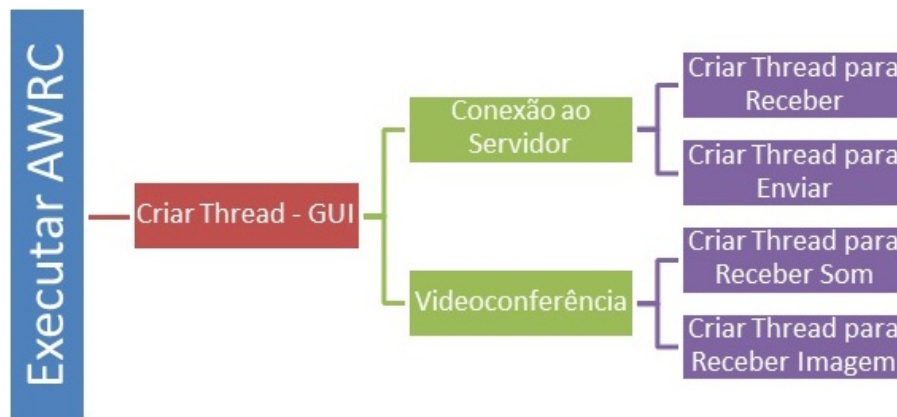 Executar AWRC
Criar Thread - GUI
Conexão ao
Servidor
Criar Thread para
Receber
Criar Thread para
Enviar
Videoconferência
Criar Thread para
Receber Som
Criar Thread para
Receber Imagem